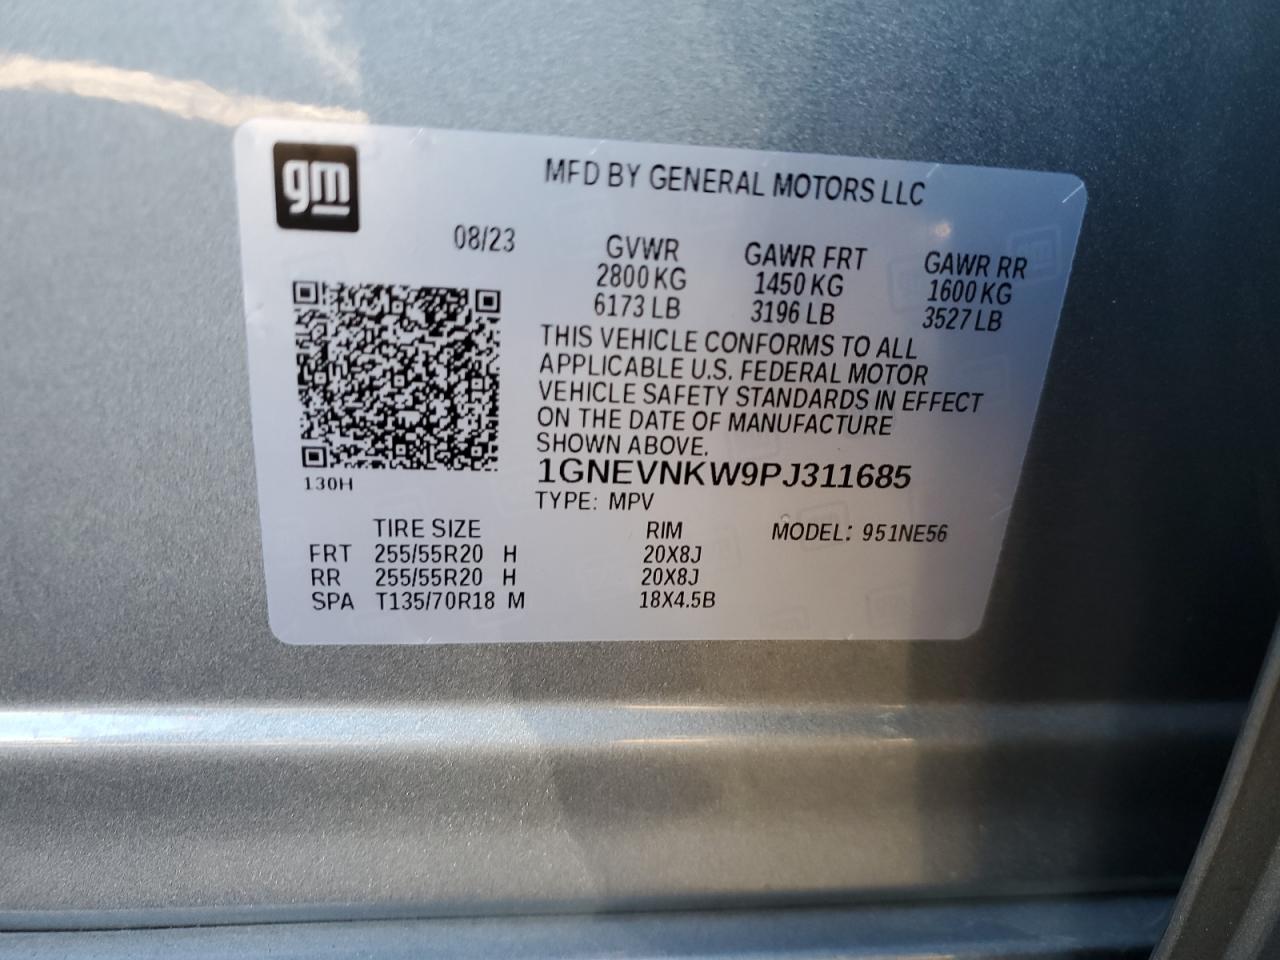 gm
MFD BY GENERAL MOTORS LLC
08/23
GVWR GAWR FRT GAWR RR
2800 KG 1450 KG 1600 KG
6173 LB 3196 LB 3527 LB
THIS VEHICLE CONFORMS TO ALL
APPLICABLE U.S. FEDERAL MOTOR
VEHICLE SAFETY STANDARDS IN EFFECT
ON THE DATE OF MANUFACTURE
SHOWN ABOVE.
1GNEVNKW9PJ311685
130H
TYPE: MPV
TIRE SIZE RIM MODEL: 951NE56
FRT 255/55R20 H 20X8J
RR 255/55R20 H 20X8J
SPA T135/70R18 M 18X4.5B